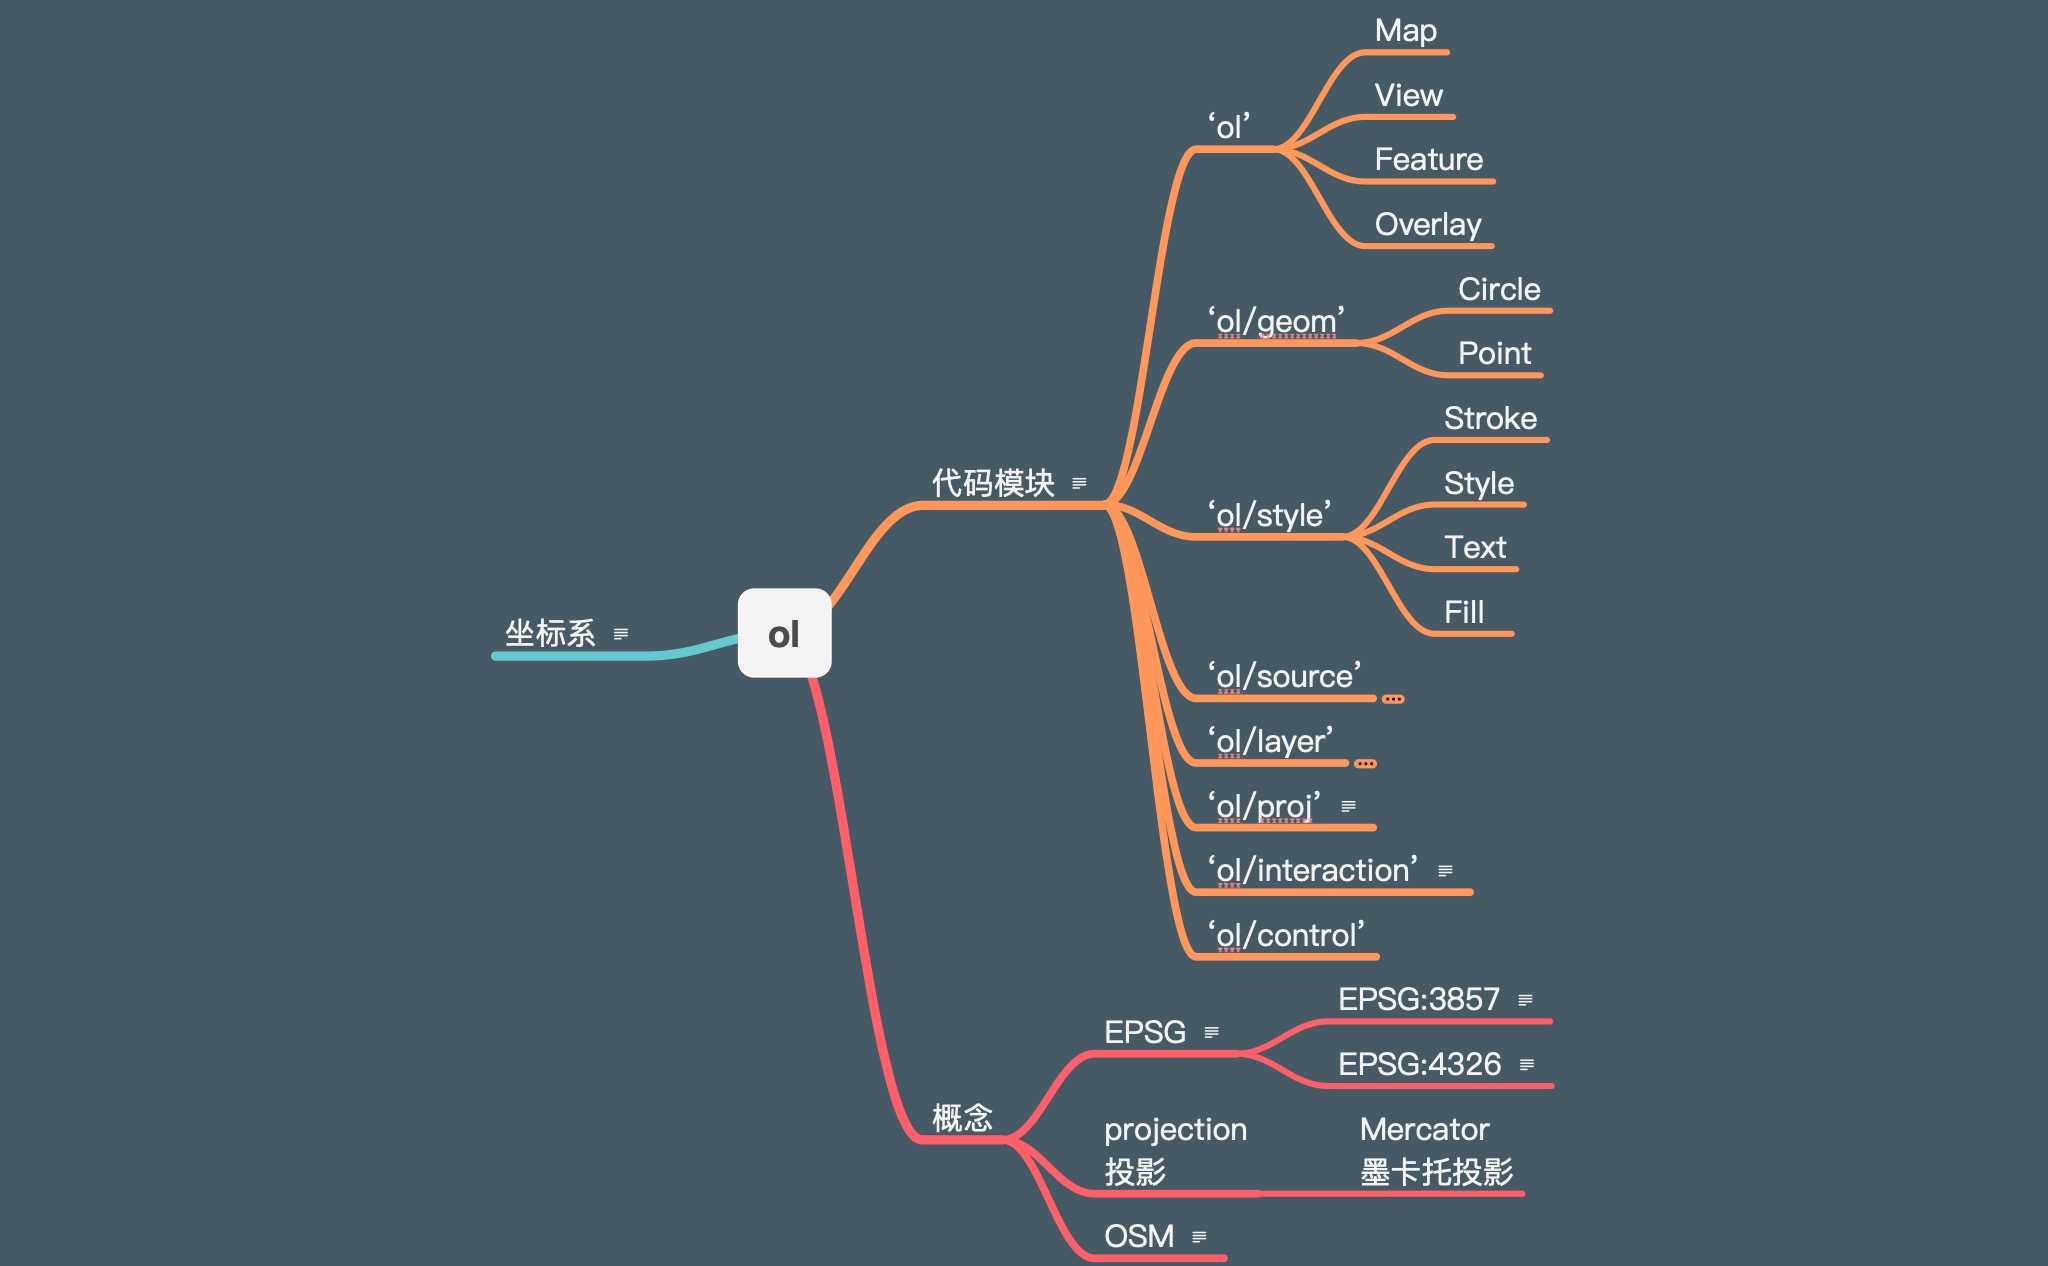 ol
坐标系
代码模块
‘ol’
Map
View
Feature
Overlay
‘ol/geom’
Circle
Point
‘ol/style’
Stroke
Style
Text
Fill
‘ol/source’
‘ol/layer’
‘ol/proj’
‘ol/interaction’
‘ol/control’
概念
EPSG
EPSG:3857
EPSG:4326
projection
投影
Mercator
墨卡托投影
OSM